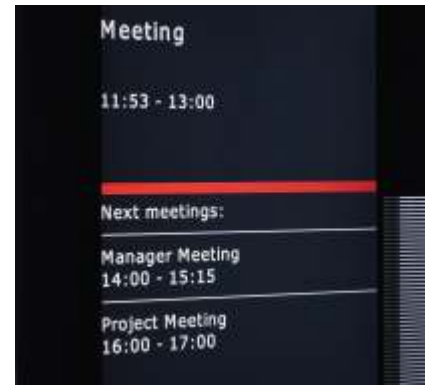 Meeting
11:53 - 13:00
Next meetings:
Manager Meeting
14:00 - 15:15
Project Meeting
16:00 - 17:00